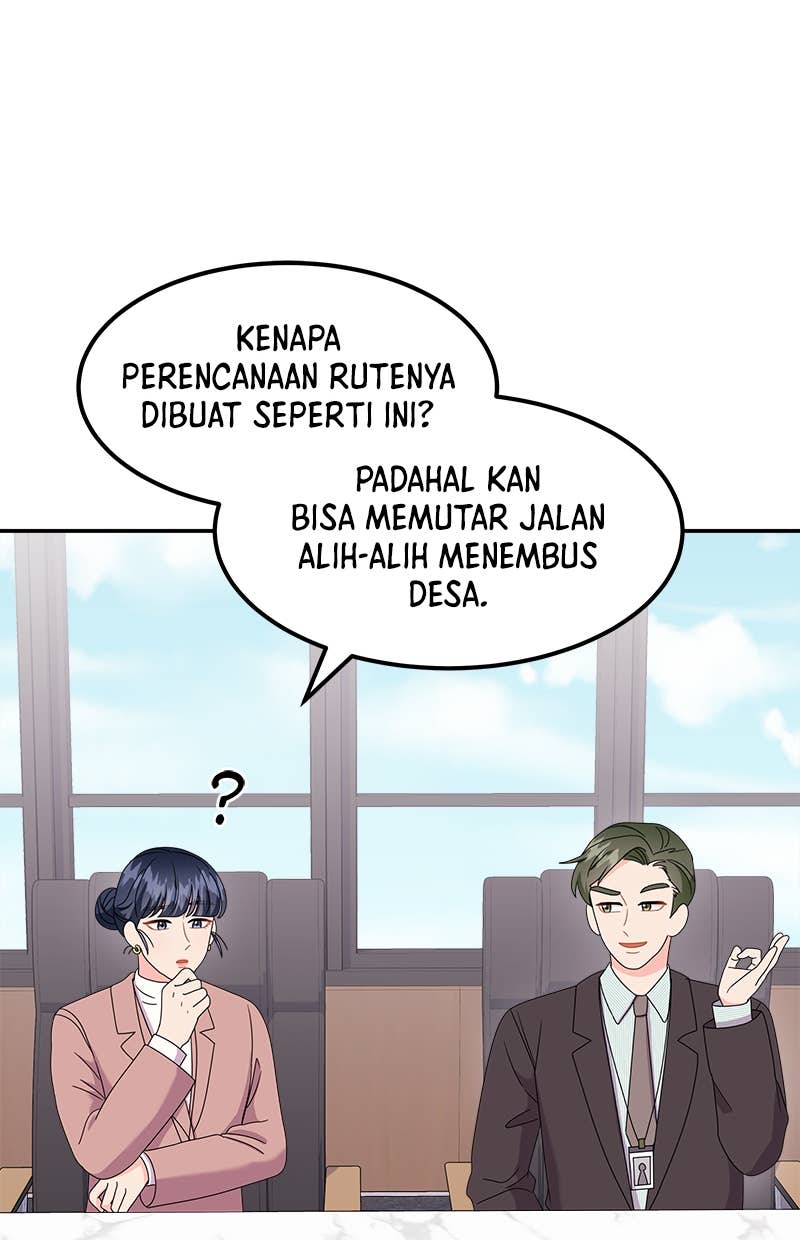 KENAPA
PERENCANAAN RUTENYA
DIBUAT SEPERTI INI?
PADAHAL KAN
BISA MEMUTAR JALAN
ALIH-ALIH MENEMBUS
DESA.
?